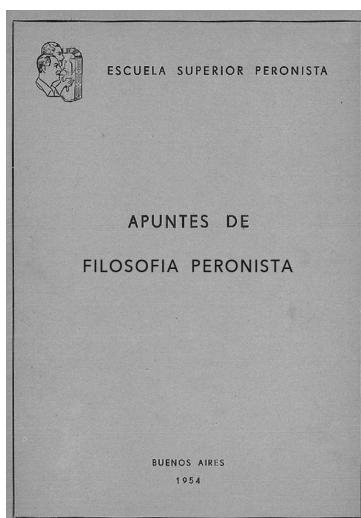 ESCUELA SUPERIOR PERONISTA
APUNTES DE
FILOSOFIA PERONISTA
BUENOS AIRES
1954